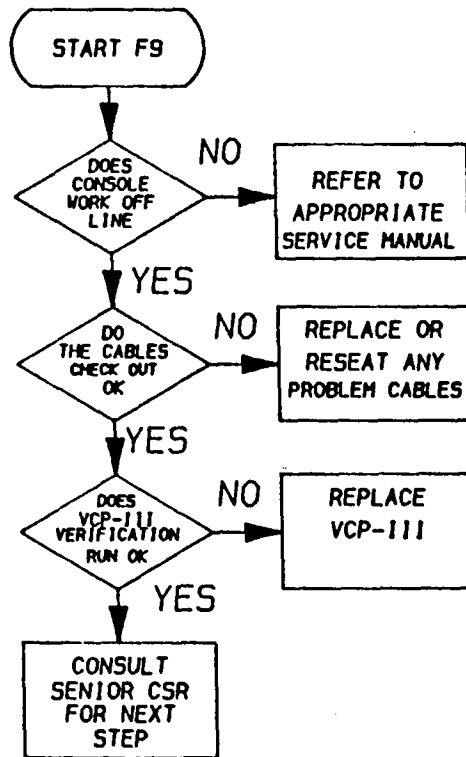 START F9
DOES
CONSOLE
WORK OFF
LINE
NO
REFER TO
APPROPRIATE
SERVICE MANUAL
YES
DO
THE CABLES
CHECK OUT
OK
NO
REPLACE OR
RESEAT ANY
PROBLEM CABLES
YES
DOES
VCP-III
VERIFICATION
RUN OK
NO
REPLACE
VCP-III
YES
CONSULT
SENIOR CSR
FOR NEXT
STEP